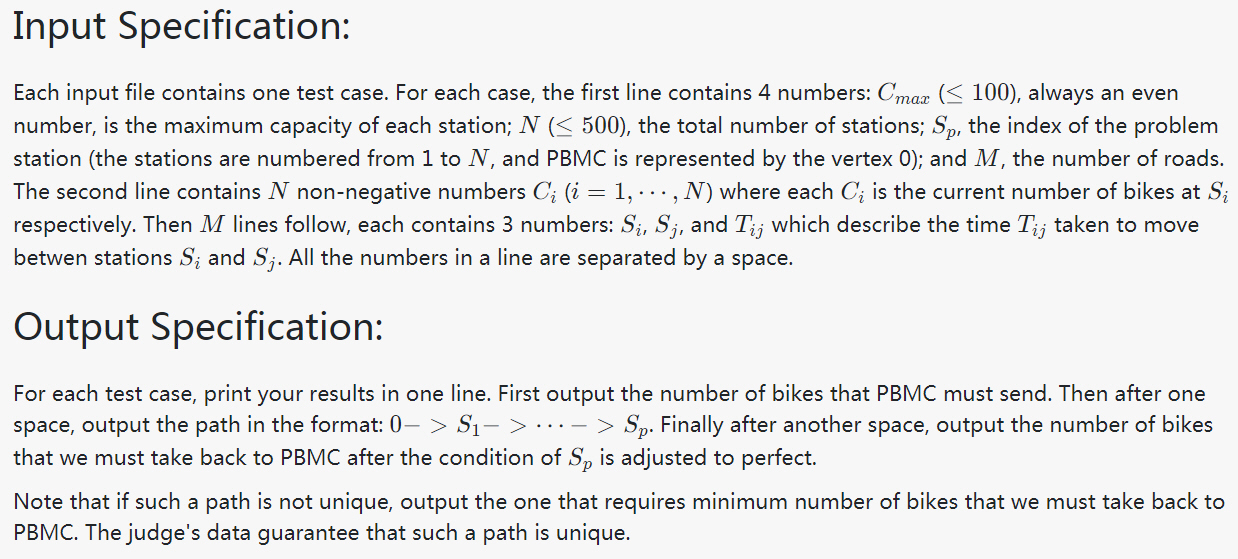 Input Specification:
Each input file contains one test case. For each case, the first line contains 4 numbers: C_max (≤ 100), always an even
number, is the maximum capacity of each station; N (≤ 500), the total number of stations; S_p, the index of the problem
station (the stations are numbered from 1 to N, and PBMC is represented by the vertex 0); and M, the number of roads.
The second line contains N non-negative numbers C_i (i = 1, ⋯, N) where each C_i is the current number of bikes at S_i
respectively. Then M lines follow, each contains 3 numbers: S_i, S_j, and T_ij which describe the time T_ij taken to move
betwen stations S_i and S_j. All the numbers in a line are separated by a space.
Output Specification:
For each test case, print your results in one line. First output the number of bikes that PBMC must send. Then after one
space, output the path in the format: 0− > S_1− > ⋯ − > S_p. Finally after another space, output the number of bikes
that we must take back to PBMC after the condition of S_p is adjusted to perfect.
Note that if such a path is not unique, output the one that requires minimum number of bikes that we must take back to
PBMC. The judge's data guarantee that such a path is unique.